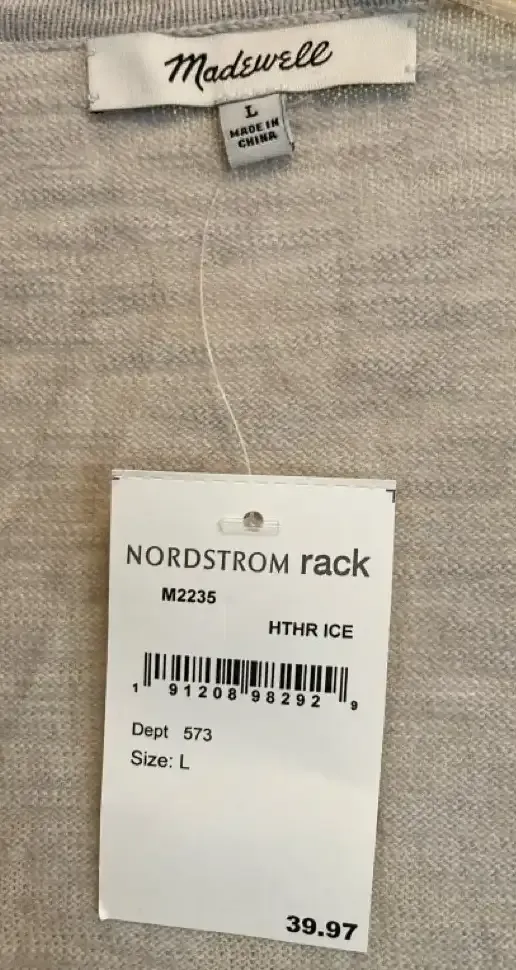 Madewell
L
MADE IN
CHINA
NORDSTROM rack
M2235
HTHR ICE
1 91208 98292 9
Dept 573
Size: L
39.97